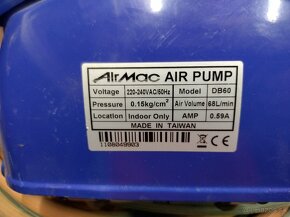 AirMac AIR PUMP
Voltage 220-240VAC/50Hz Model DB60
Pressure 0.15kg/cm² Air Volume 68L/min
Location Indoor Only AMP 0.59A
MADE IN TAIWAN
1108049903
CE